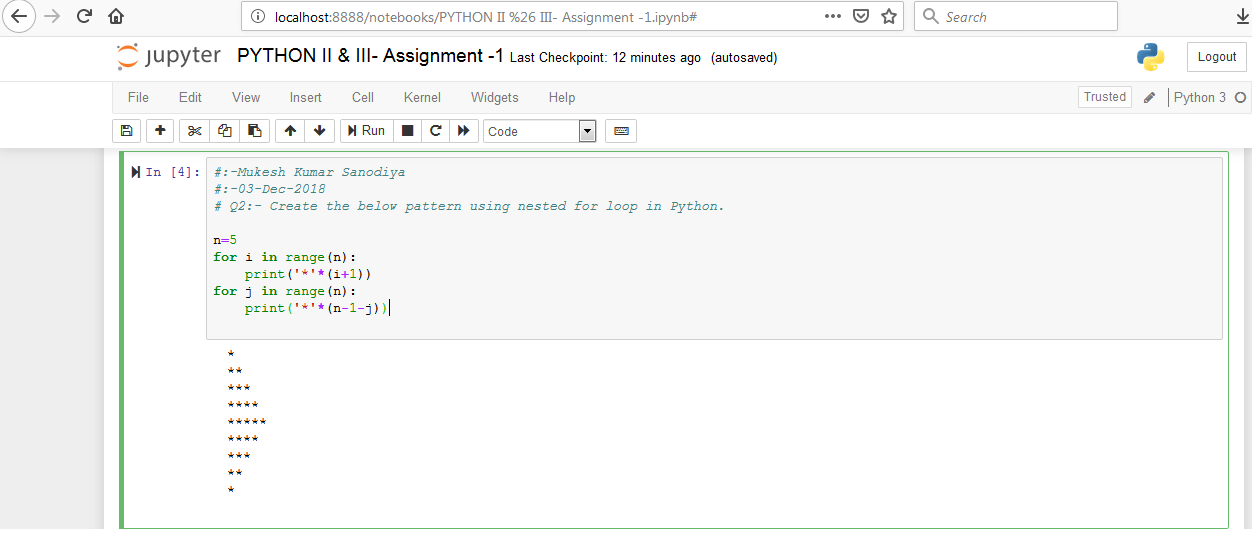 localhost:8888/notebooks/PYTHON II %26 III- Assignment -1.ipynb#
Search
jupyter PYTHON II & III- Assignment -1 Last Checkpoint: 12 minutes ago (autosaved)
Logout
File Edit View Insert Cell Kernel Widgets Help
Trusted Python 3
Run Code
In [4]: #:-Mukesh Kumar Sanodiya
#:-03-Dec-2018
# Q2:- Create the below pattern using nested for loop in Python.
n=5
for i in range(n):
    print('*'*(i+1))
for j in range(n):
    print('*'*(n-1-j))
*
**
***
****
*****
****
***
**
*